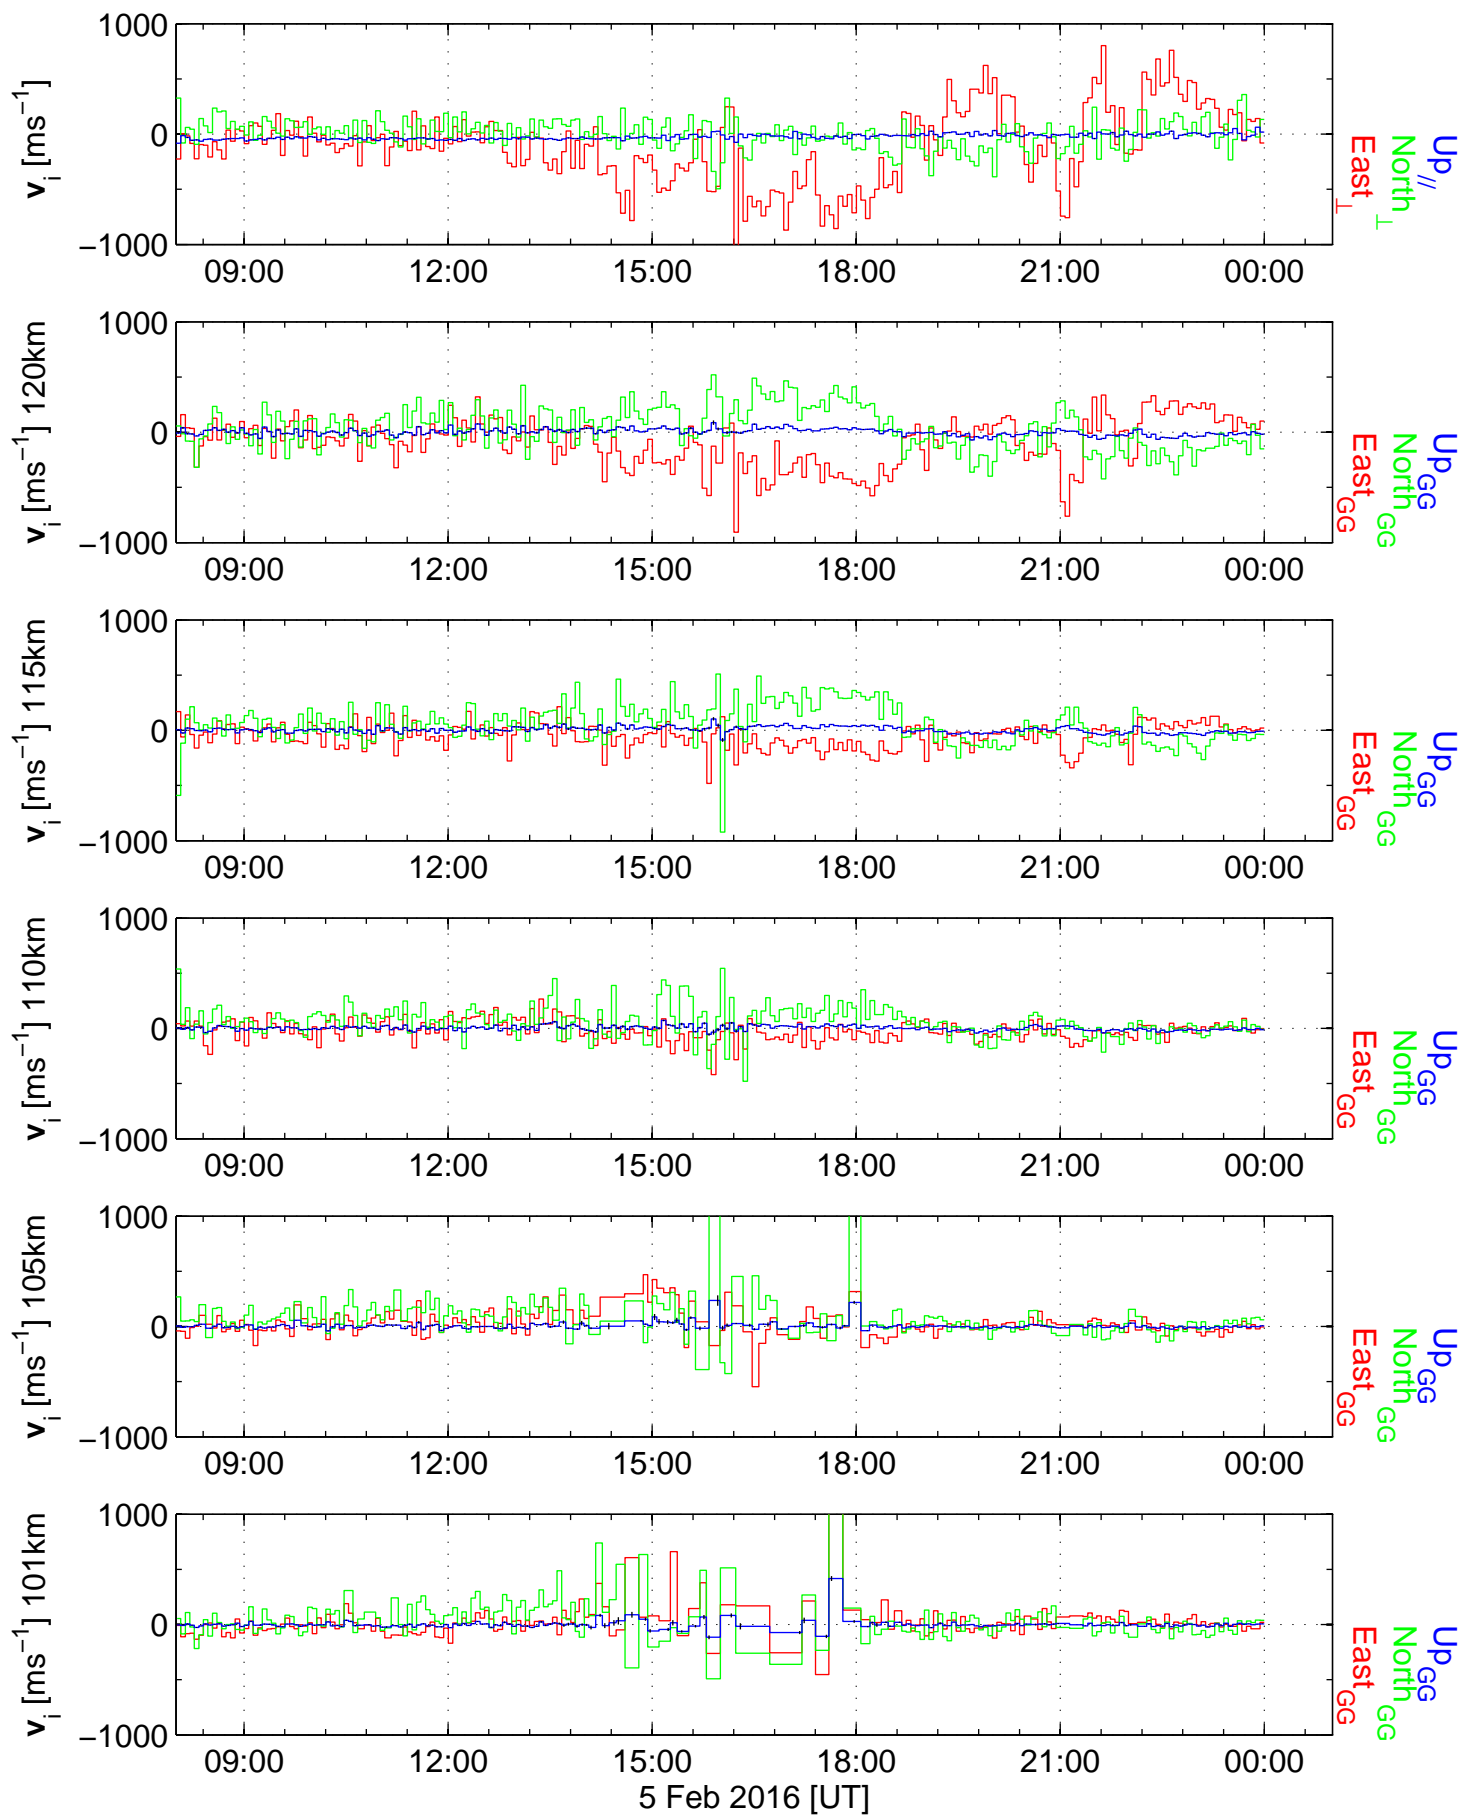 1000
0
−1000
v_i [ms^−1]
09:00 12:00 15:00 18:00 21:00 00:00
East_⊥
North_⊥
Up_//
1000
0
−1000
v_i [ms^−1] 120km
09:00 12:00 15:00 18:00 21:00 00:00
East_GG
North_GG
Up_GG
1000
0
−1000
v_i [ms^−1] 115km
09:00 12:00 15:00 18:00 21:00 00:00
East_GG
North_GG
Up_GG
1000
0
−1000
v_i [ms^−1] 110km
09:00 12:00 15:00 18:00 21:00 00:00
East_GG
North_GG
Up_GG
1000
0
−1000
v_i [ms^−1] 105km
09:00 12:00 15:00 18:00 21:00 00:00
East_GG
North_GG
Up_GG
1000
0
−1000
v_i [ms^−1] 101km
09:00 12:00 15:00 18:00 21:00 00:00
East_GG
North_GG
Up_GG
5 Feb 2016 [UT]